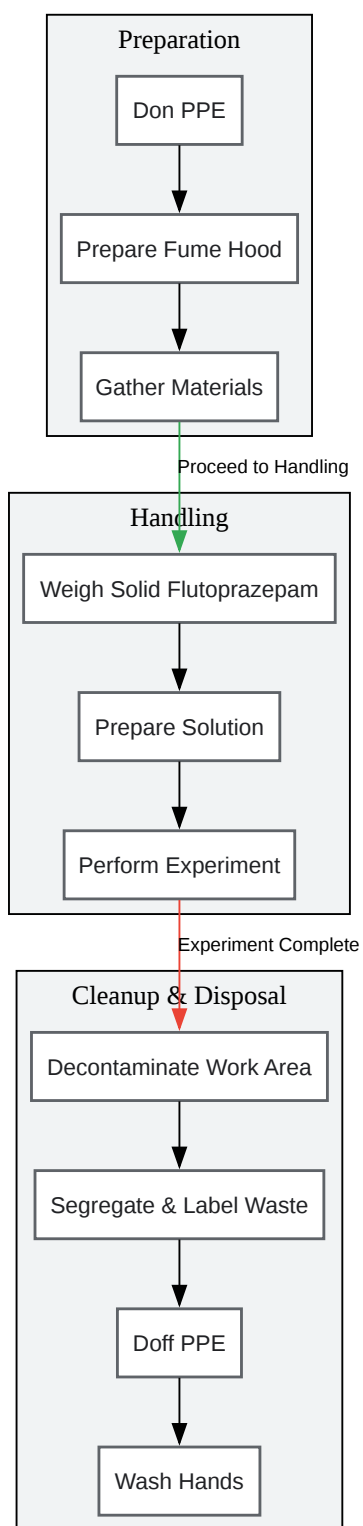 Preparation
Don PPE
Prepare Fume Hood
Gather Materials
Proceed to Handling
Handling
Weigh Solid Flutoprazepam
Prepare Solution
Perform Experiment
Experiment Complete
Cleanup & Disposal
Decontaminate Work Area
Segregate & Label Waste
Doff PPE
Wash Hands